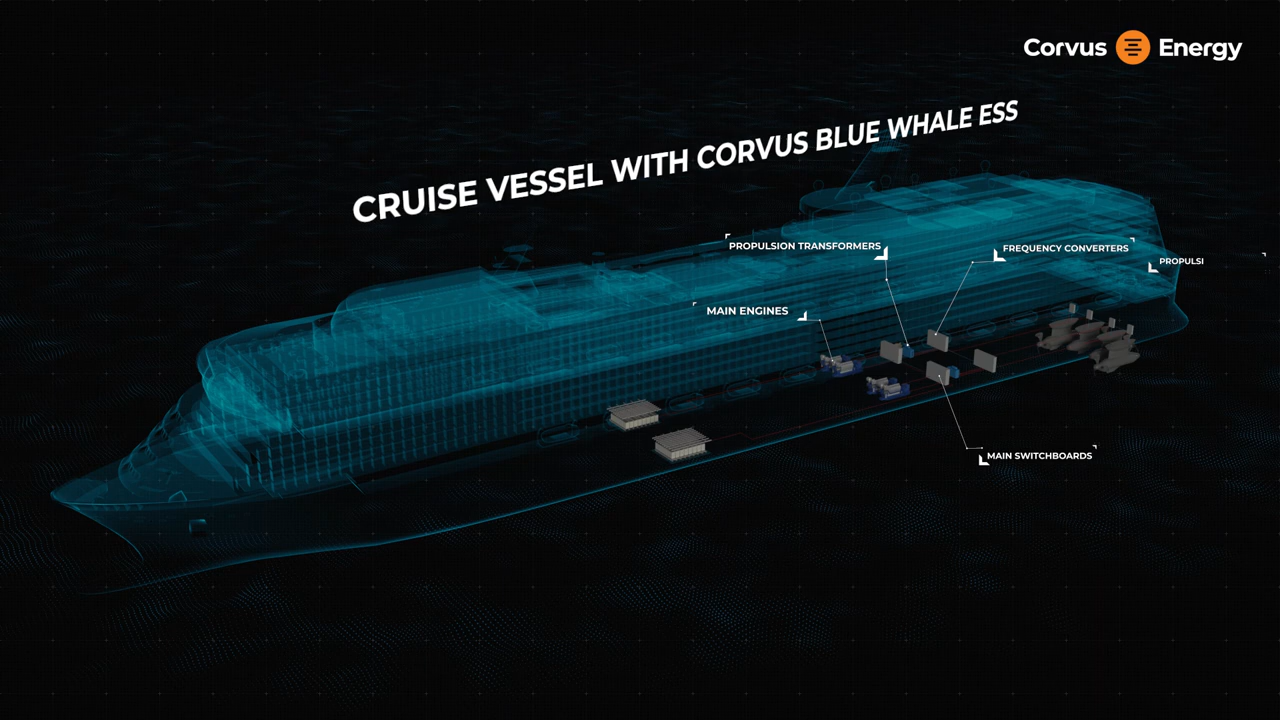 Corvus Energy
CRUISE VESSEL WITH CORVUS BLUE WHALE ESS
PROPULSION TRANSFORMERS
FREQUENCY CONVERTERS
PROPULSI
MAIN ENGINES
MAIN SWITCHBOARDS